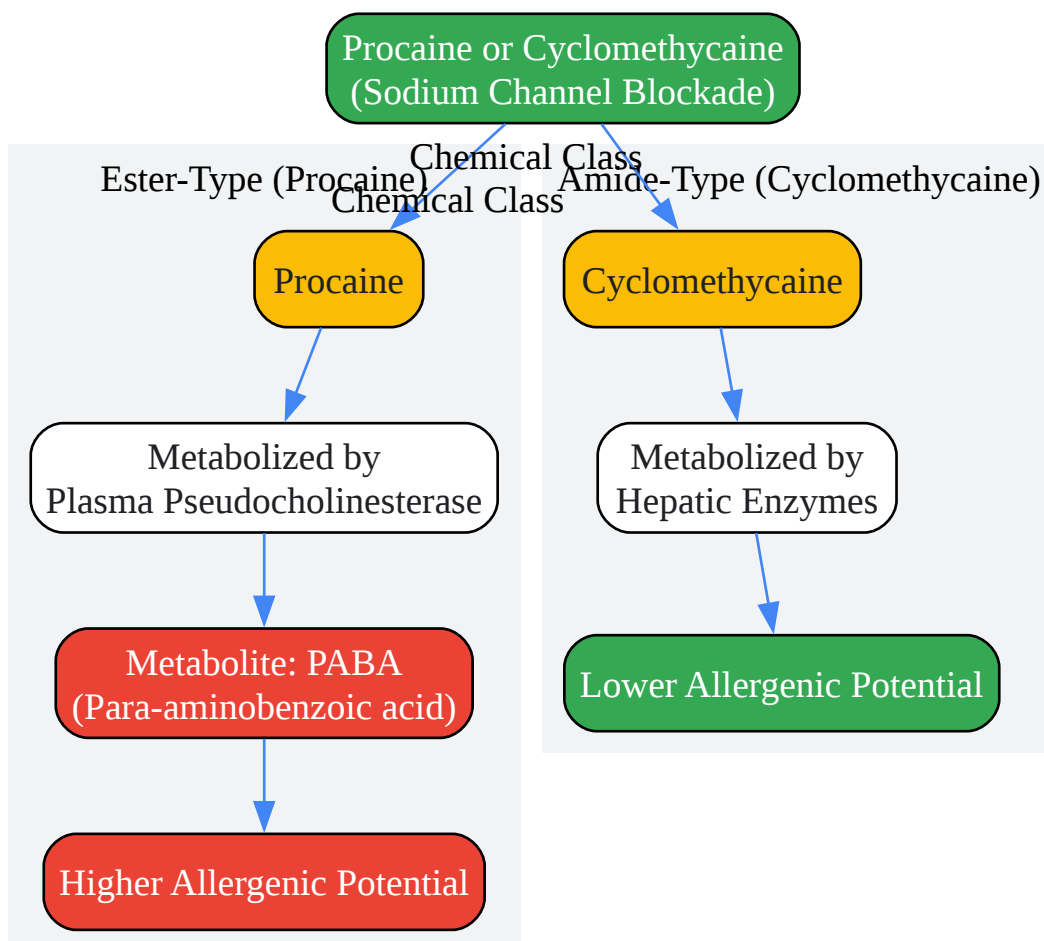 Procaine or Cyclomethycaine
(Sodium Channel Blockade)
Chemical Class
Ester-Type (Procaine)
Amide-Type (Cyclomethycaine)
Chemical Class
Procaine
Cyclomethycaine
Metabolized by
Plasma Pseudocholinesterase
Metabolized by
Hepatic Enzymes
Metabolite: PABA
(Para-aminobenzoic acid)
Lower Allergenic Potential
Higher Allergenic Potential